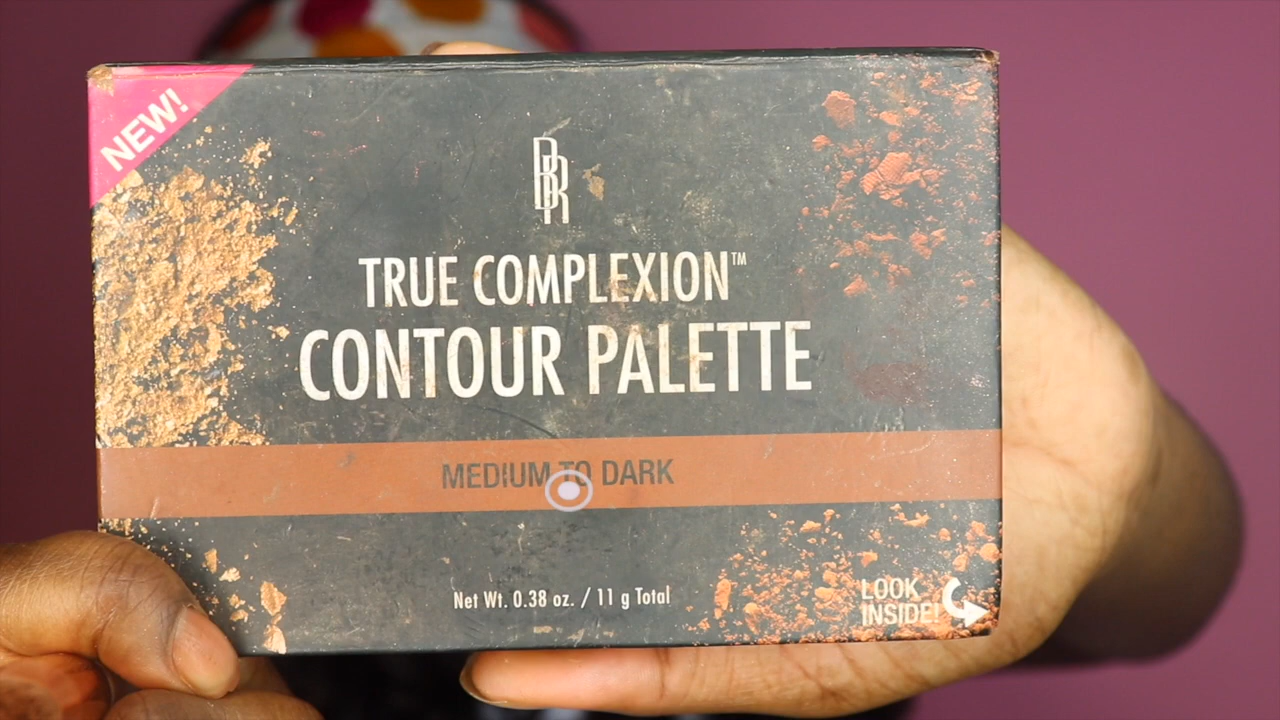 NEW!
BR
TRUE COMPLEXION™
CONTOUR PALETTE
MEDIUM TO DARK
Net Wt. 0.38 oz. / 11 g Total
LOOK
INSIDE!